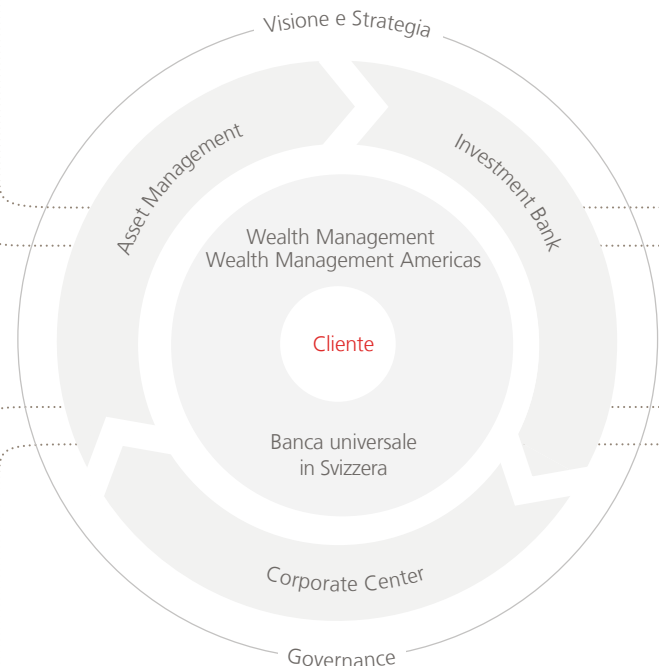 Visione e Strategia
Asset Management
Investment Bank
Wealth Management
Wealth Management Americas
Cliente
Banca universale
in Svizzera
Corporate Center
Governance